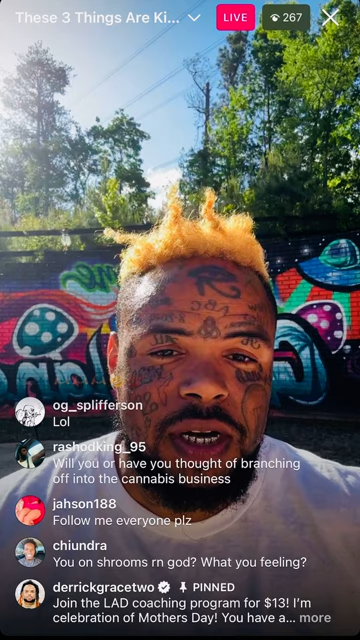 These 3 Things Are Ki...
LIVE
267
og_splifferson
Lol
rashodking_95
Will you or have you thought of branching
off into the cannabis business
jahson188
Follow me everyone plz
chiundra
You on shrooms rn god? What you feeling?
derrickgracetwo PINNED
Join the LAD coaching program for $13! I'm
celebration of Mothers Day! You have a... more